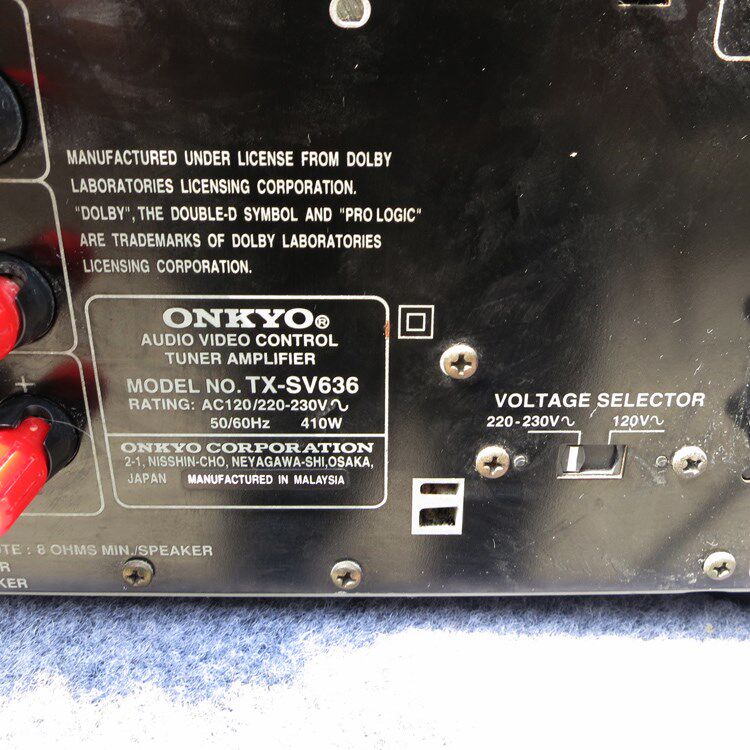 MANUFACTURED UNDER LICENSE FROM DOLBY
LABORATORIES LICENSING CORPORATION.
"DOLBY", THE DOUBLE-D SYMBOL AND "PRO LOGIC"
ARE TRADEMARKS OF DOLBY LABORATORIES
LICENSING CORPORATION.
ONKYO®
AUDIO VIDEO CONTROL
TUNER AMPLIFIER
MODEL NO. TX-SV636
RATING: AC120/220-230V∿
50/60Hz 410W
ONKYO CORPORATION
2-1, NISSHIN-CHO, NEYAGAWA-SHI, OSAKA,
JAPAN MANUFACTURED IN MALAYSIA
VOLTAGE SELECTOR
220-230V∿ 120V∿
+
: 8 OHMS MIN./SPEAKER